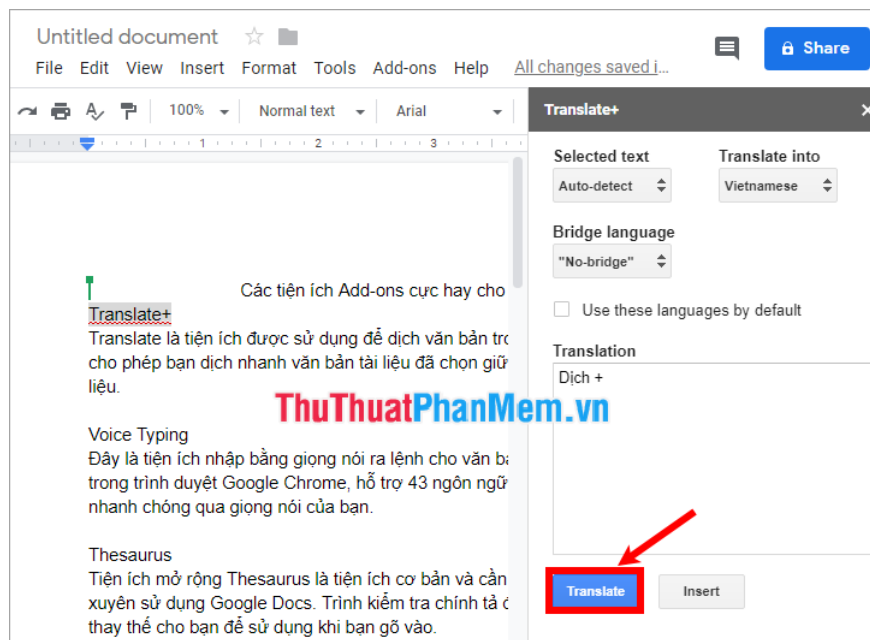 Untitled document
File Edit View Insert Format Tools Add-ons Help All changes saved i...
Share
100% Normal text Arial
1 2 3
Translate+
Selected text Translate into
Auto-detect Vietnamese
Bridge language
"No-bridge"
Use these languages by default
Translation
Dịch +
Translate Insert
Các tiện ích Add-ons cực hay cho
Translate+
Translate là tiện ích được sử dụng để dịch văn bản
cho phép bạn dịch nhanh văn bản tài liệu đã chọn
liệu.
ThuThuatPhanMem.vn
Voice Typing
Đây là tiện ích nhập bằng giọng nói ra lệnh cho văn
trong trình duyệt Google Chrome, hỗ trợ 43 ngôn ngữ
nhanh chóng qua giọng nói của bạn.
Thesaurus
Tiện ích mở rộng Thesaurus là tiện ích cơ bản và cần
xuyên sử dụng Google Docs. Trình kiểm tra chính tả
thay thế cho bạn để sử dụng khi bạn gõ vào.